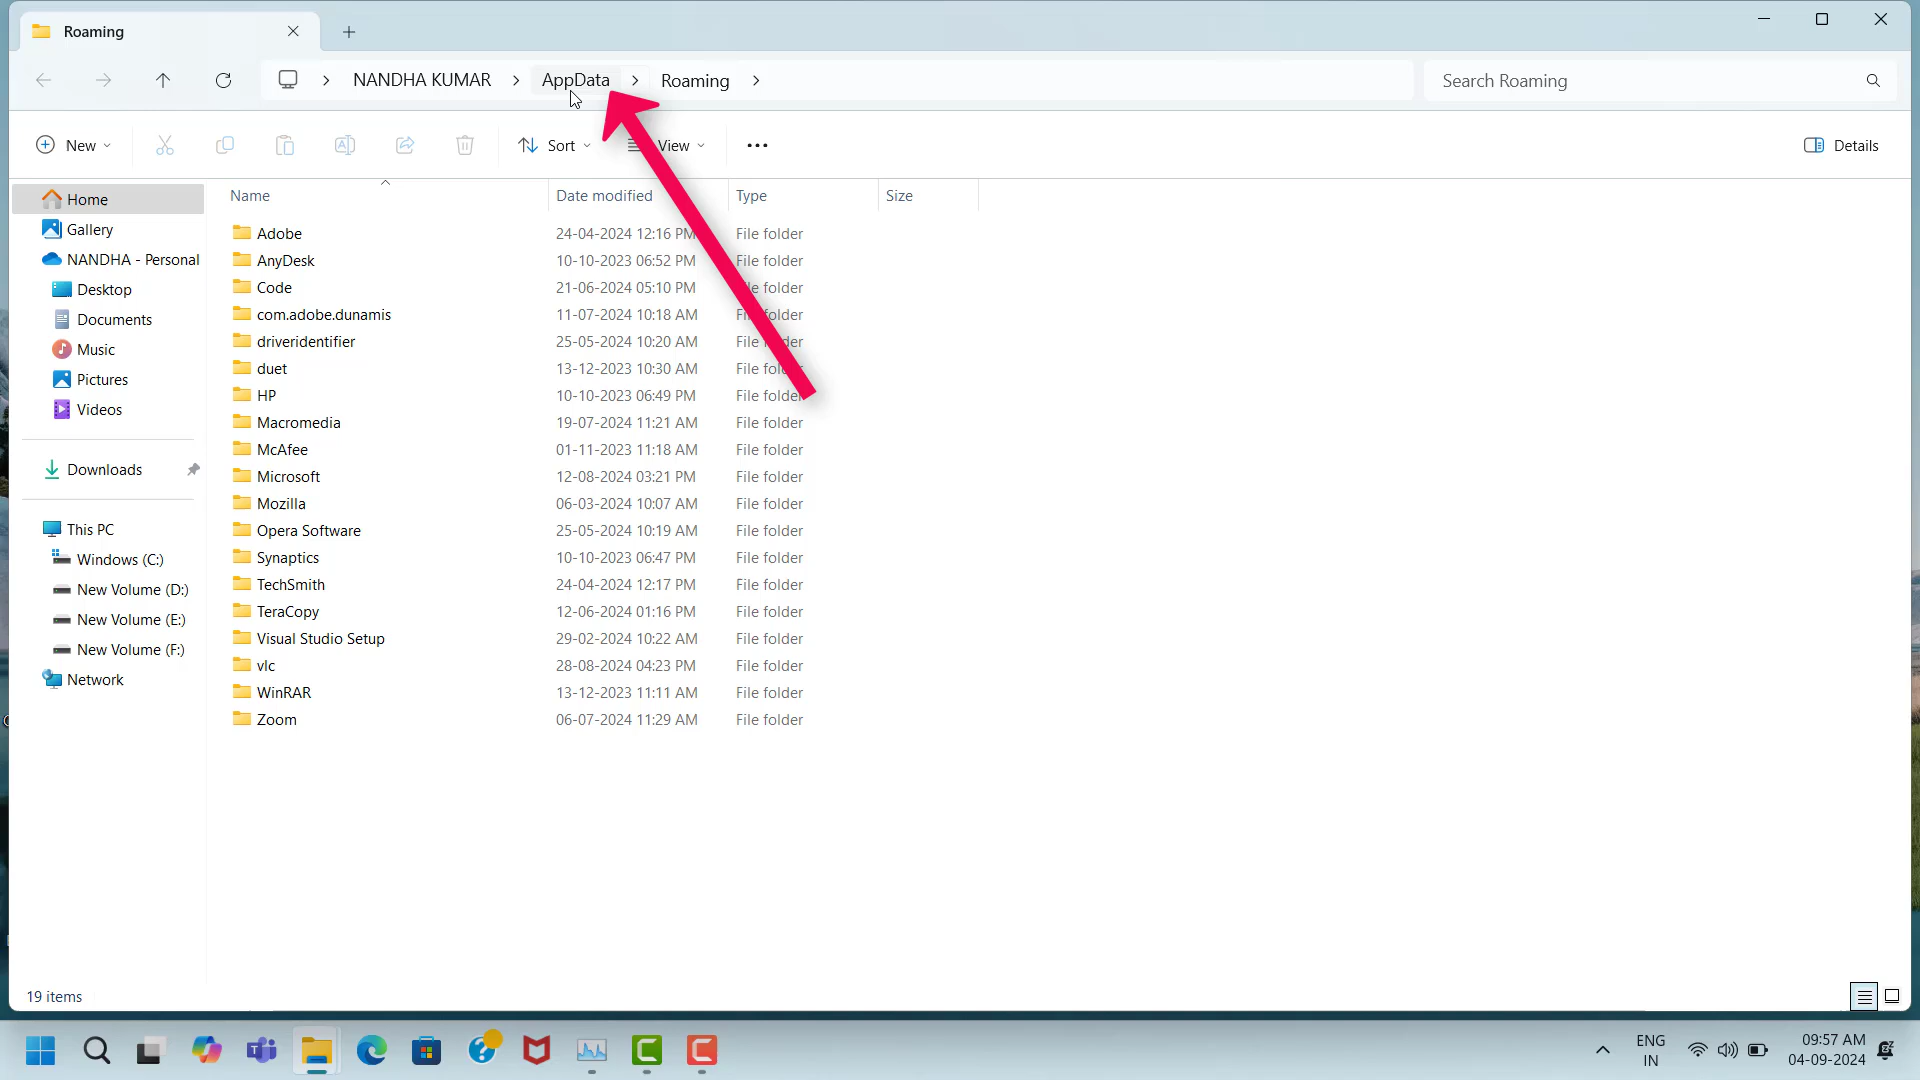 Roaming
NANDHA KUMAR > AppData > Roaming >
Search Roaming
New
Sort
View
Details
Name Date modified Type Size
Home
Gallery
NANDHA - Personal
Desktop
Documents
Music
Pictures
Videos
Downloads
This PC
Windows (C:)
New Volume (D:)
New Volume (E:)
New Volume (F:)
Network
Adobe 24-04-2024 12:16 PM File folder
AnyDesk 10-10-2023 06:52 PM File folder
Code 21-06-2024 05:10 PM File folder
com.adobe.dunamis 11-07-2024 10:18 AM File folder
driveridentifier 25-05-2024 10:20 AM File folder
duet 13-12-2023 10:30 AM File folder
HP 10-10-2023 06:49 PM File folder
Macromedia 19-07-2024 11:21 AM File folder
McAfee 01-11-2023 11:18 AM File folder
Microsoft 12-08-2024 03:21 PM File folder
Mozilla 06-03-2024 10:07 AM File folder
Opera Software 25-05-2024 10:19 AM File folder
Synaptics 10-10-2023 06:47 PM File folder
TechSmith 24-04-2024 12:17 PM File folder
TeraCopy 12-06-2024 01:16 PM File folder
Visual Studio Setup 29-02-2024 10:22 AM File folder
vlc 28-08-2024 04:23 PM File folder
WinRAR 13-12-2023 11:11 AM File folder
Zoom 06-07-2024 11:29 AM File folder
19 items
ENG
IN
09:57 AM
04-09-2024